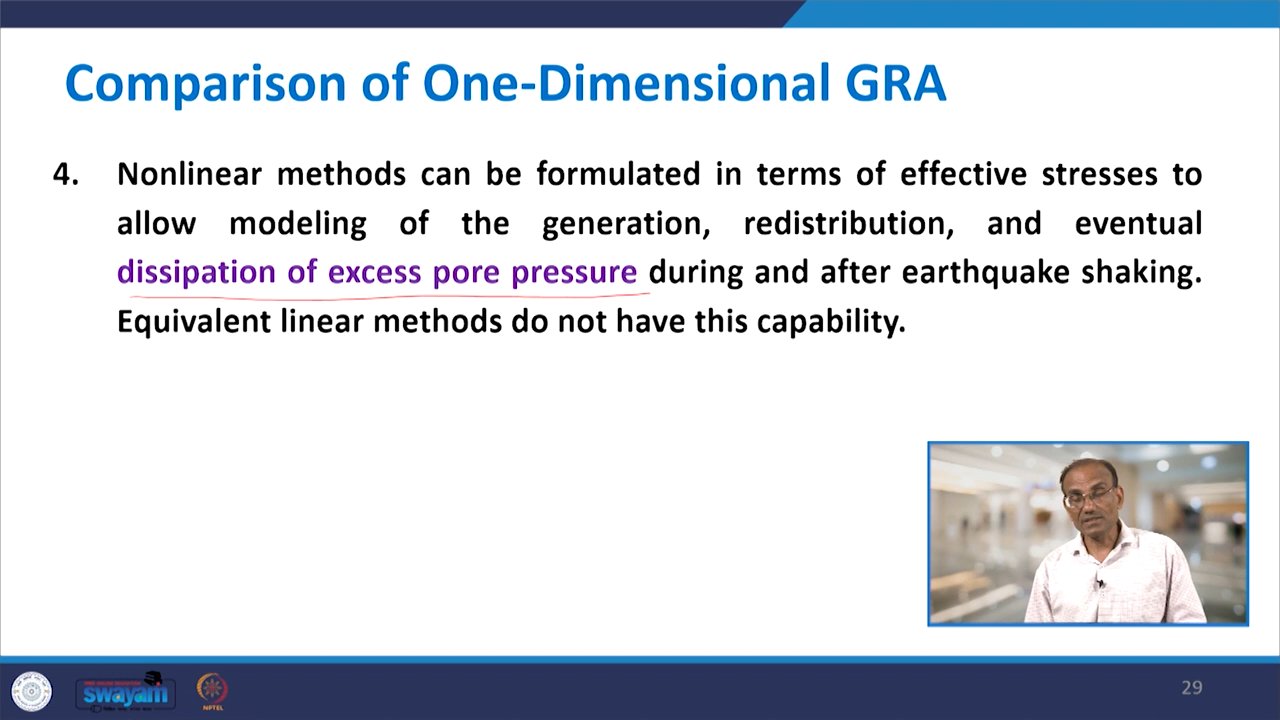 Comparison of One-Dimensional GRA
4. Nonlinear methods can be formulated in terms of effective stresses to
allow modeling of the generation, redistribution, and eventual
dissipation of excess pore pressure during and after earthquake shaking.
Equivalent linear methods do not have this capability.
swayam
NPTEL
29